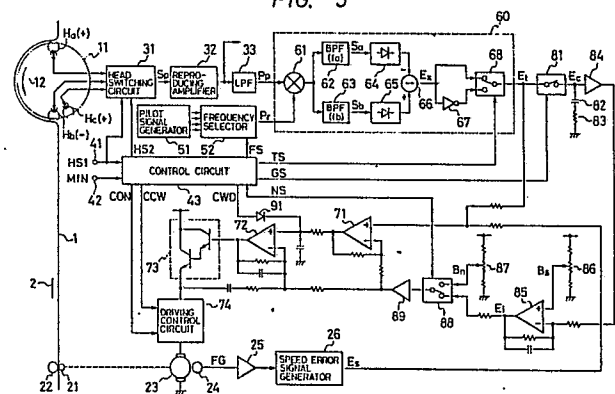 FIG. 5
Ha(+)
11
31
32
33
60
12
HEAD SWITCHING CIRCUIT
Sp
REPRODUCING AMPLIFIER
LPF
Pp
61
BPF (fa)
Sa
62
64
63
65
BPF (fb)
Sb
66
Ex
67
68
Et
81
Ec
84
82
83
Hc(+)
Hb(-)
PILOT SIGNAL GENERATOR
51
FREQUENCY SELECTOR
52
Pr
41
HS1
HS2
FS
MIN
42
CONTROL CIRCUIT
TS
GS
NS
CON
CCW
43
CWD
91
1
2
73
72
71
74
DRIVING CONTROL CIRCUIT
89
88
Bn
87
Bs
86
85
Ei
22
21
23
24
FG
25
26
SPEED ERROR SIGNAL GENERATOR
Es